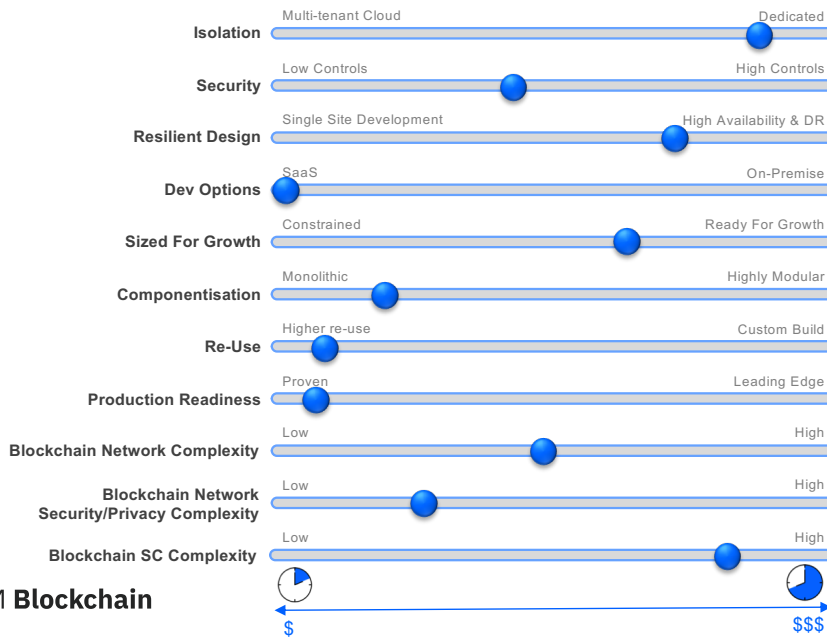 Multi-tenant Cloud
Dedicated
Isolation
Low Controls
High Controls
Security
Single Site Development
High Availability & DR
Resilient Design
SaaS
On-Premise
Dev Options
Constrained
Ready For Growth
Sized For Growth
Monolithic
Highly Modular
Componentisation
Higher re-use
Custom Build
Re-Use
Proven
Leading Edge
Production Readiness
Low
High
Blockchain Network Complexity
Low
High
Blockchain Network
Security/Privacy Complexity
Low
High
Blockchain SC Complexity
Blockchain
$
$$$